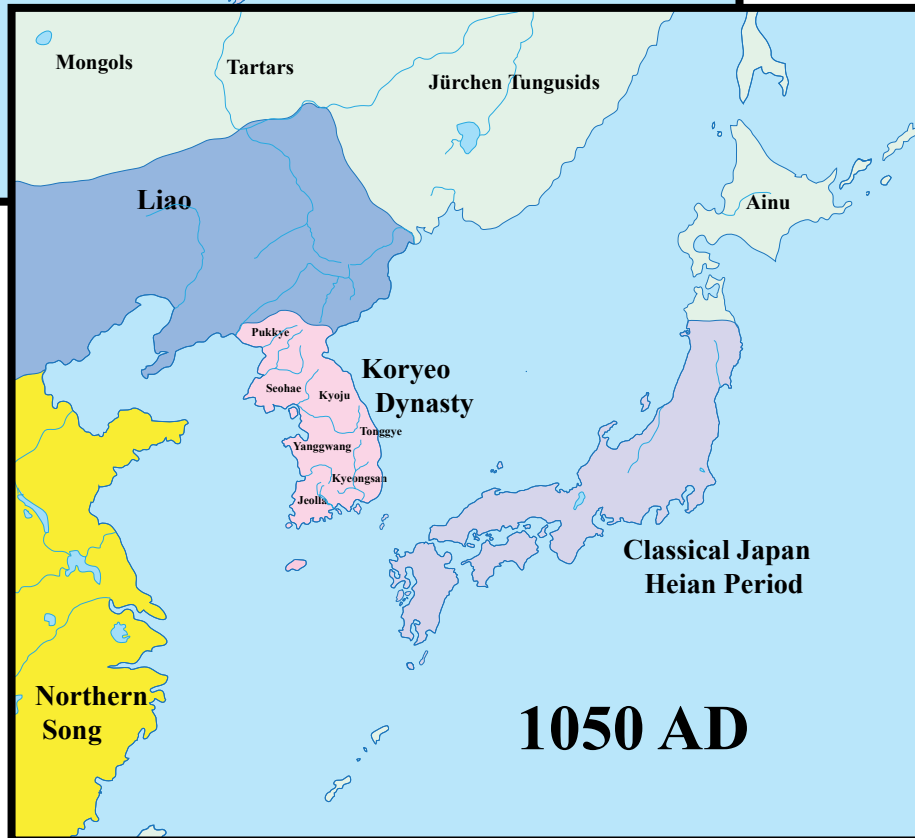 Mongols
Tartars
Jürchen Tungusids
Liao
Ainu
Pukkye
Koryeo
Dynasty
Seohae
Kyoju
Tonggye
Yanggwang
Kyeongsan
Jeolla
Classical Japan
Heian Period
Northern
Song
1050 AD